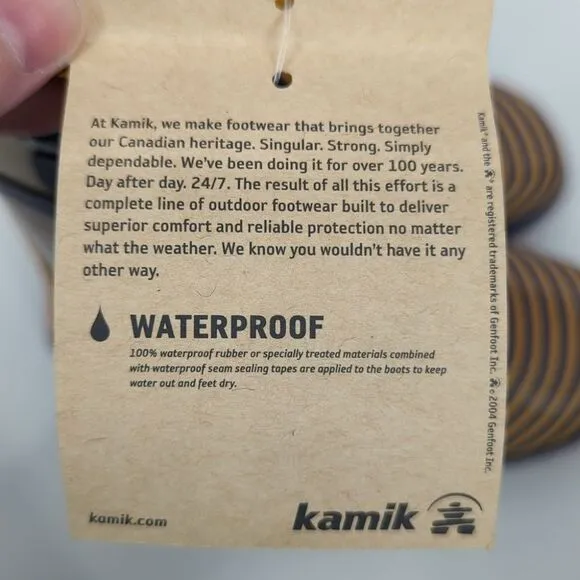 At Kamik, we make footwear that brings together
our Canadian heritage. Singular. Strong. Simply
dependable. We've been doing it for over 100 years.
Day after day. 24/7. The result of all this effort is a
complete line of outdoor footwear built to deliver
superior comfort and reliable protection no matter
what the weather. We know you wouldn't have it any
other way.
WATERPROOF
100% waterproof rubber or specially treated materials combined
with waterproof seam sealing tapes are applied to the boots to keep
water out and feet dry.
kamik.com
kamik
Kamik® and the ® are registered trademarks of Genfoot Inc. © 2004 Genfoot Inc.